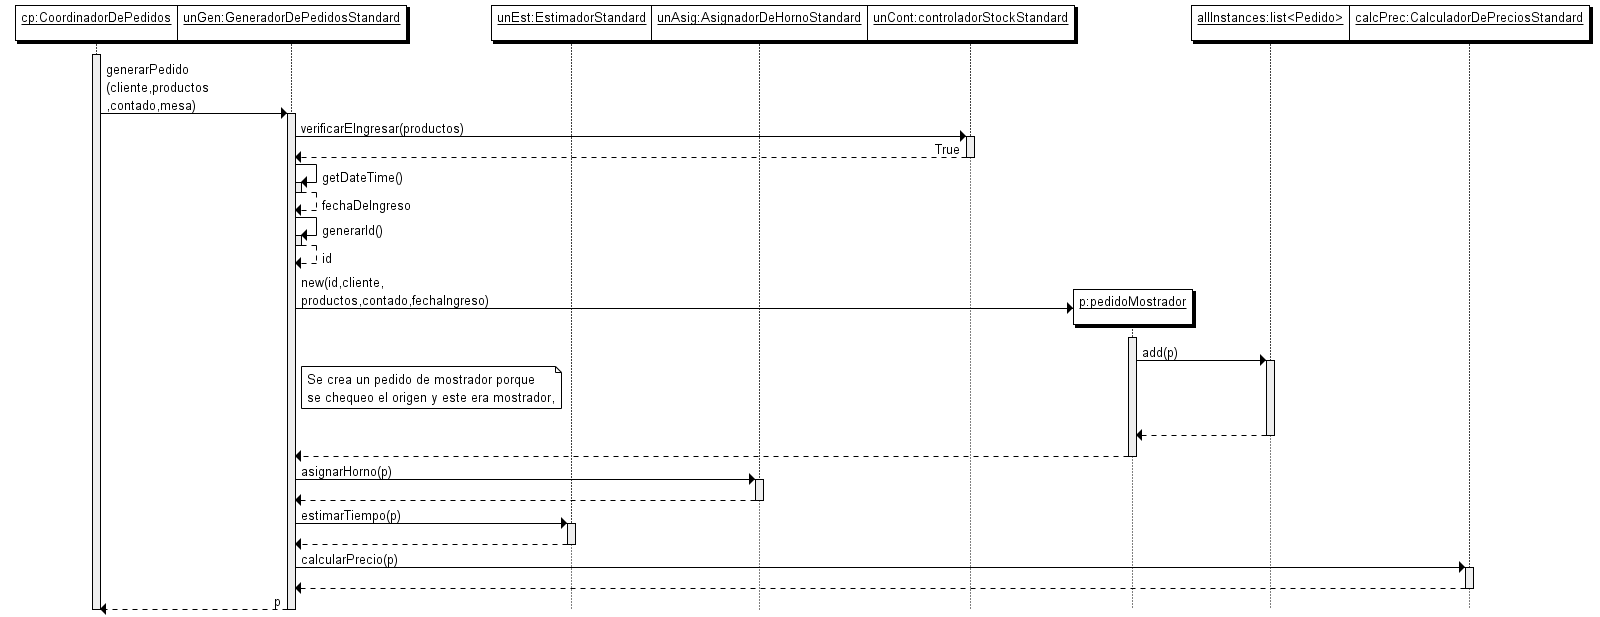 cp:CoordinadorDePedidos
unGen:GeneradorDePedidosStandard
unEst:EstimadorStandard
unAsig:AsignadorDeHornoStandard
unCont:controladorStockStandard
allInstances:list<Pedido>
calcPrec:CalculadorDePreciosStandard
generarPedido
(cliente,productos
,contado,mesa)
verificarEIngresar(productos)
True
getDateTime()
fechaDeIngreso
generarId()
id
new(id,cliente,
productos,contado,fechaIngreso)
p:pedidoMostrador
add(p)
Se crea un pedido de mostrador porque
se chequeo el origen y este era mostrador,
asignarHorno(p)
estimarTiempo(p)
calcularPrecio(p)
p